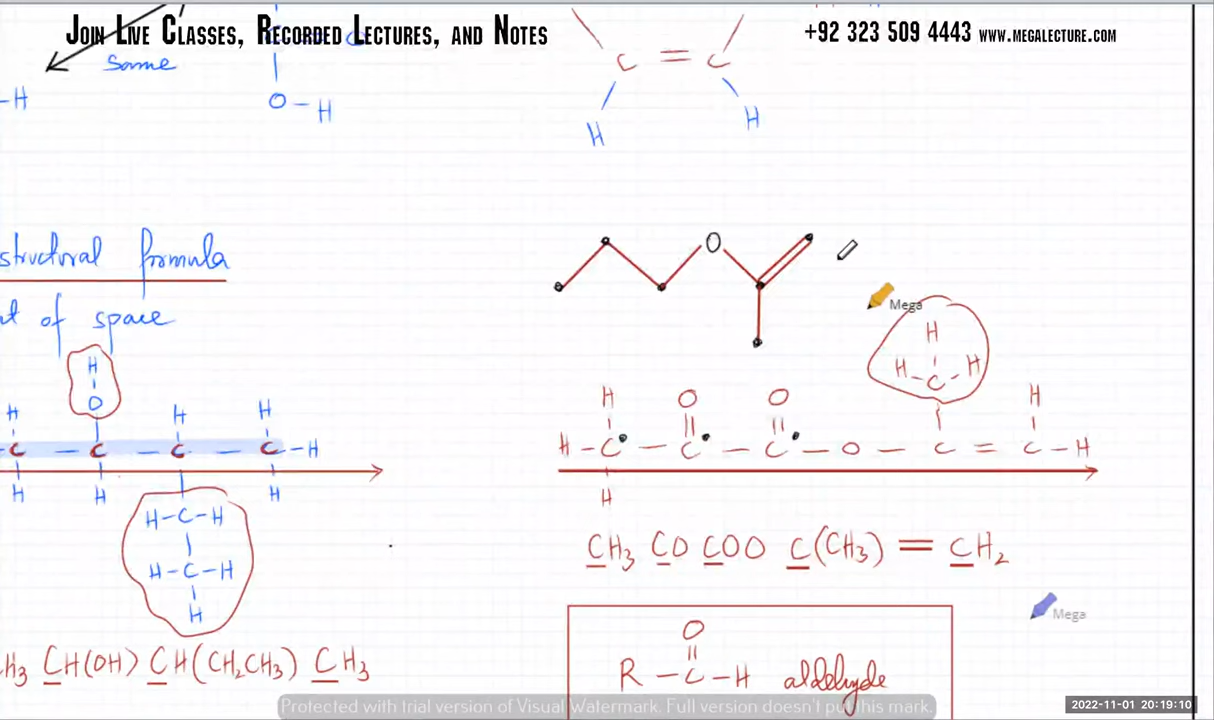 JOIN LIVE CLASSES, RECORDED LECTURES, AND NOTES
+92 323 509 4443 www.megalecture.com
Same
-H
O-H
C=C
H
H
structural formula
of space
O
Mega
H
H-C-H
H
O
H
H
H
H
O
O
H
C - C - C - C-H
H-C - C - C - O - C = C-H
H
H
H
H
H-C-H
H-C-H
H
CH3 CO COO C(CH3) = CH2
Mega
O
R-C-H aldehyde
CH(OH) CH(CH2CH3) CH3
Protected with trial version of Visual Watermark. Full version doesn't put this mark.
2022-11-01 20:19:10